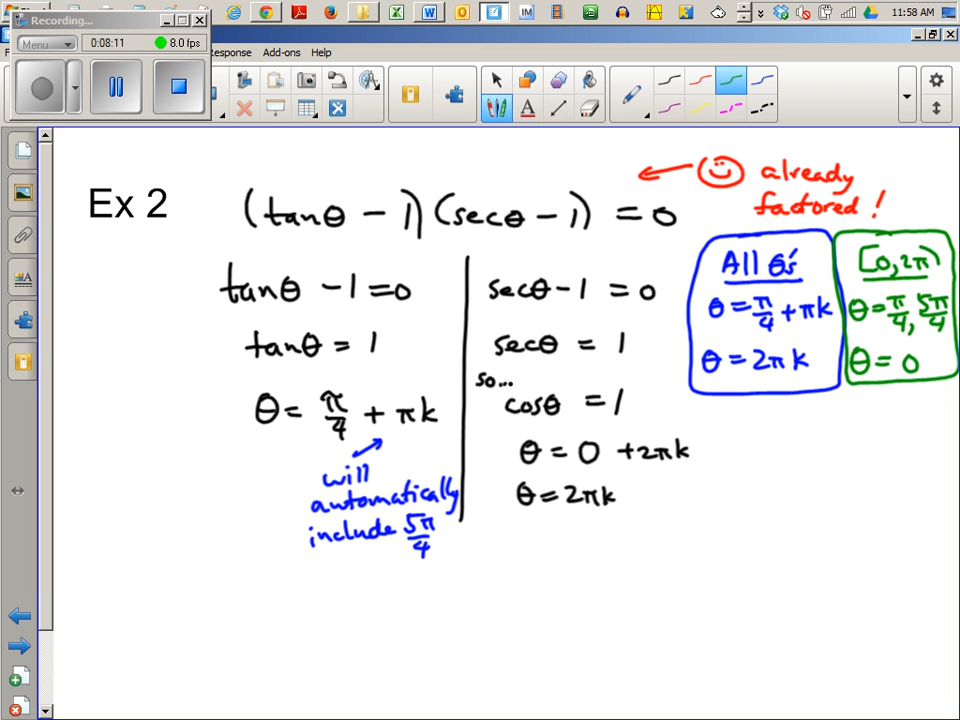 Recording...
Menu
0:08:11
8.0 fps
11:58 AM
Response Add-ons Help
Ex 2
(tanθ - 1)(secθ - 1) = 0
already
factored!
tanθ - 1 = 0
tanθ = 1
θ = π/4 + πk
will
automatically
include 5π/4
secθ - 1 = 0
secθ = 1
so...
cosθ = 1
θ = 0 + 2πk
θ = 2πk
All θ's
θ = π/4 + πk
θ = 2πk
[0, 2π)
θ = π/4, 5π/4
θ = 0